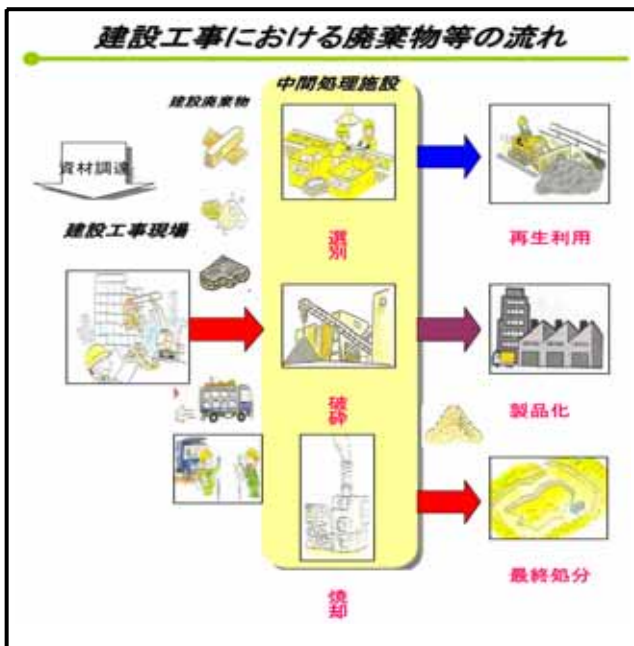 建設工事における廃棄物等の流れ
中間処理施設
建設廃棄物
資材調達
建設工事現場
選別
再生利用
破砕
製品化
焼却
最終処分